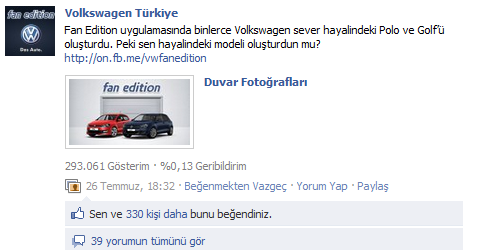 fan edition
Das Auto.
Volkswagen Türkiye
Fan Edition uygulamasında binlerce Volkswagen sever hayalindeki Polo ve Golf'ü
oluşturdu. Peki sen hayalindeki modeli oluşturdun mu?
http://on.fb.me/vwfanedition
fan edition
Duvar Fotoğrafları
293.061 Gösterim · %0,13 Geribildirim
26 Temmuz, 18:32 · Beğenmekten Vazgeç · Yorum Yap · Paylaş
Sen ve 330 kişi daha bunu beğendiniz.
39 yorumun tümünü gör